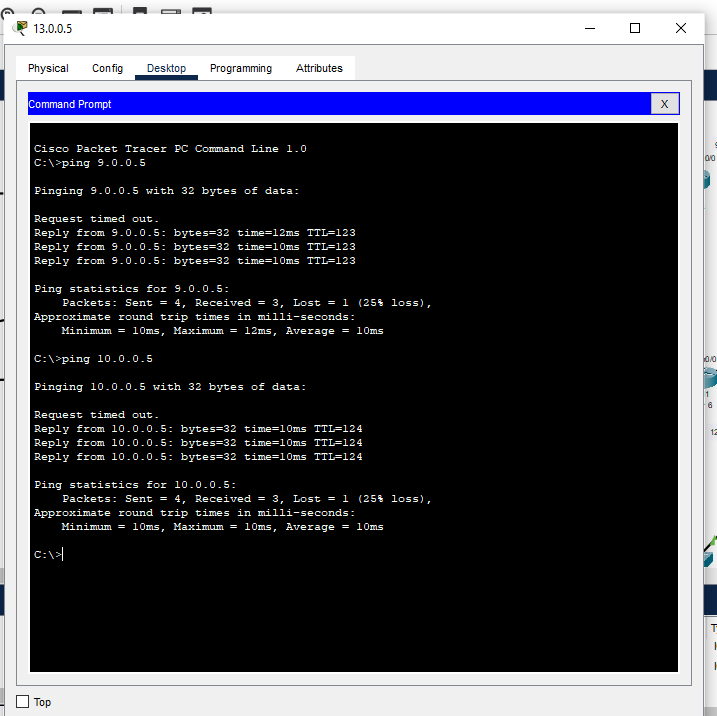 13.0.0.5
Physical Config Desktop Programming Attributes
Command Prompt X
Cisco Packet Tracer PC Command Line 1.0
C:\>ping 9.0.0.5
Pinging 9.0.0.5 with 32 bytes of data:
Request timed out.
Reply from 9.0.0.5: bytes=32 time=12ms TTL=123
Reply from 9.0.0.5: bytes=32 time=10ms TTL=123
Reply from 9.0.0.5: bytes=32 time=10ms TTL=123
Ping statistics for 9.0.0.5:
Packets: Sent = 4, Received = 3, Lost = 1 (25% loss),
Approximate round trip times in milli-seconds:
Minimum = 10ms, Maximum = 12ms, Average = 10ms
C:\>ping 10.0.0.5
Pinging 10.0.0.5 with 32 bytes of data:
Request timed out.
Reply from 10.0.0.5: bytes=32 time=10ms TTL=124
Reply from 10.0.0.5: bytes=32 time=10ms TTL=124
Reply from 10.0.0.5: bytes=32 time=10ms TTL=124
Ping statistics for 10.0.0.5:
Packets: Sent = 4, Received = 3, Lost = 1 (25% loss),
Approximate round trip times in milli-seconds:
Minimum = 10ms, Maximum = 10ms, Average = 10ms
C:\>
Top